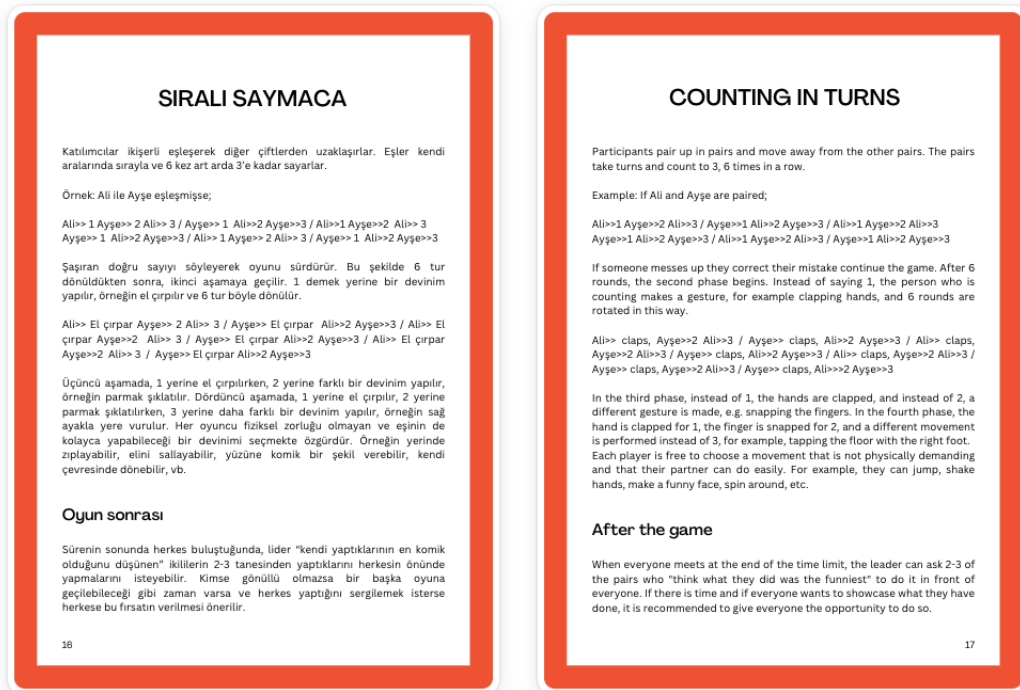 SIRALI SAYMACA
Katılımcılar ikişerli eşleşerek diğer çiftlerden uzaklaşırlar. Eşler kendi
aralarında sırayla ve 6 kez art arda 3'e kadar sayarlar.
Örnek: Ali ile Ayşe eşleşmişse;
Ali>> 1 Ayşe>> 2 Ali>> 3 / Ayşe>> 1 Ali>>2 Ayşe>>3 / Ali>>1 Ayşe>>2 Ali>> 3
Ayşe>> 1 Ali>>2 Ayşe>>3 / Ali>> 1 Ayşe>> 2 Ali>> 3 / Ayşe>> 1 Ali>>2 Ayşe>>3
Şaşıran doğru sayıyı söyleyerek oyunu sürdürür. Bu şekilde 6 tur
dönüldükten sonra, ikinci aşamaya geçilir. 1 demek yerine bir devinim
yapılır, örneğin el çırpılır ve 6 tur böyle dönülür.
Ali>> El çırpar Ayşe>> 2 Ali>> 3 / Ayşe>> El çırpar Ali>>2 Ayşe>>3 / Ali>> El
çırpar Ayşe>>2 Ali>> 3 / Ayşe>> El çırpar Ali>>2 Ayşe>>3 / Ali>> El çırpar
Ayşe>>2 Ali>> 3 / Ayşe>> El çırpar Ali>>2 Ayşe>>3
Üçüncü aşamada, 1 yerine el çırpılırken, 2 yerine farklı bir devinim yapılır,
örneğin parmak şıklatılır. Dördüncü aşamada, 1 yerine el çırpılır, 2 yerine
parmak şıklatılırken, 3 yerine daha farklı bir devinim yapılır, örneğin sağ
ayakla yere vurulur. Her oyuncu fiziksel zorluğu olmayan ve eşinin de
kolayca yapabileceği bir devinimi seçmekte özgürdür. Örneğin yerinde
zıplayabilir, elini sallayabilir, yüzüne komik bir şekil verebilir, kendi
çevresinde dönebilir, vb.
Oyun sonrası
Sürenin sonunda herkes buluştuğunda, lider “kendi yaptıklarının en komik
olduğunu düşünen” ikililerin 2-3 tanesinden yaptıklarını herkesin önünde
yapmalarını isteyebilir. Kimse gönüllü olmazsa bir başka oyuna
geçilebileceği gibi zaman varsa ve herkes yaptığını sergilemek isterse
herkese bu fırsatın verilmesi önerilir.
16
COUNTING IN TURNS
Participants pair up in pairs and move away from the other pairs. The pairs
take turns and count to 3, 6 times in a row.
Example: If Ali and Ayşe are paired;
Ali>>1 Ayşe>>2 Ali>>3 / Ayşe>>1 Ali>>2 Ayşe>>3 / Ali>>1 Ayşe>>2 Ali>>3
Ayşe>>1 Ali>>2 Ayşe>>3 / Ali>>1 Ayşe>>2 Ali>>3 / Ayşe>>1 Ali>>2 Ayşe>>3
If someone messes up they correct their mistake continue the game. After 6
rounds, the second phase begins. Instead of saying 1, the person who is
counting makes a gesture, for example clapping hands, and 6 rounds are
rotated in this way.
Ali>> claps, Ayşe>>2 Ali>>3 / Ayşe>> claps, Ali>>2 Ayşe>>3 / Ali>> claps,
Ayşe>>2 Ali>>3 / Ayşe>> claps, Ali>>2 Ayşe>>3 / Ali>> claps, Ayşe>>2 Ali>>3 /
Ayşe>> claps, Ayşe>>2 Ali>>3 / Ayşe>> claps, Ali>>>2 Ayşe>>3
In the third phase, instead of 1, the hands are clapped, and instead of 2, a
different gesture is made, e.g. snapping the fingers. In the fourth phase, the
hand is clapped for 1, the finger is snapped for 2, and a different movement
is performed instead of 3, for example, tapping the floor with the right foot.
Each player is free to choose a movement that is not physically demanding
and that their partner can do easily. For example, they can jump, shake
hands, make a funny face, spin around, etc.
After the game
When everyone meets at the end of the time limit, the leader can ask 2-3 of
the pairs who "think what they did was the funniest" to do it in front of
everyone. If there is time and if everyone wants to showcase what they have
done, it is recommended to give everyone the opportunity to do so.
17